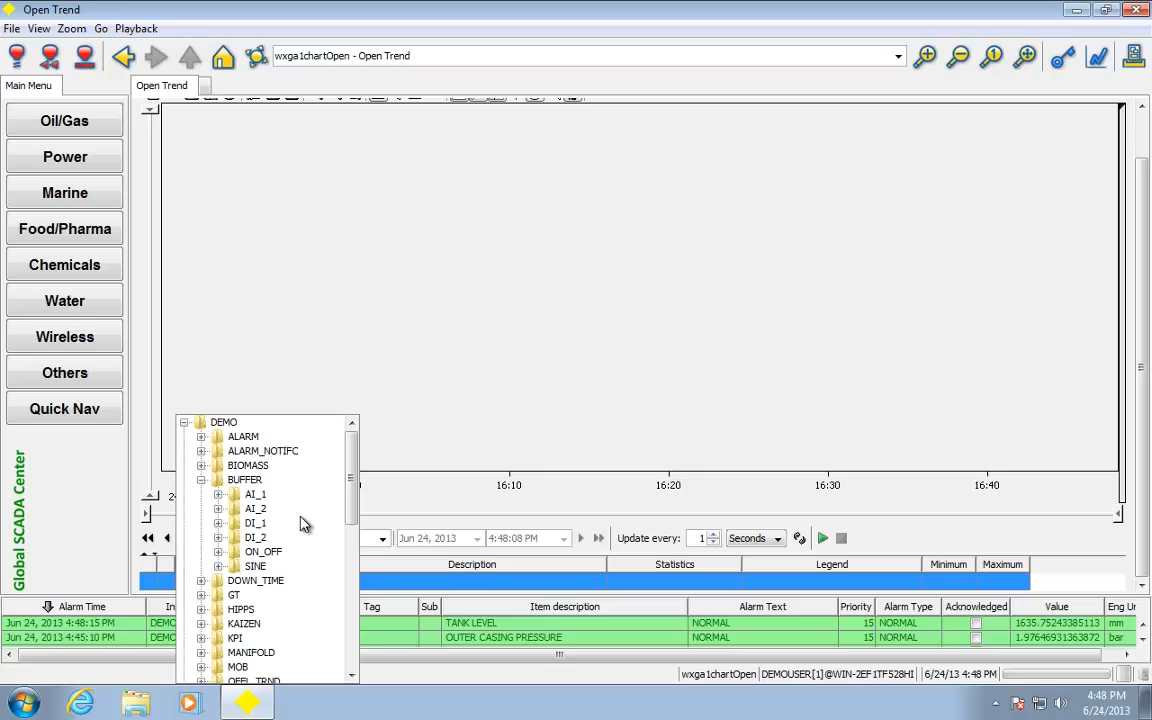 Open Trend
File View Zoom Go Playback
wxga1chartOpen - Open Trend
Main Menu
Open Trend
Oil/Gas
Power
Marine
Food/Pharma
Chemicals
Water
Wireless
Others
Quick Nav
Global SCADA Center
16:10 16:20 16:30 16:40
DEMO
ALARM
ALARM_NOTIFC
BIOMASS
BUFFER
AI_1
AI_2
DI_1
DI_2
ON_OFF
SINE
DOWN_TIME
GT
HIPPS
KAIZEN
KPI
MANIFOLD
MOB
Jun 24, 2013 4:48:08 PM Update every: 1 Seconds
Description Statistics Legend Minimum Maximum
Alarm Time Tag Sub Item description Alarm Text Priority Alarm Type Acknowledged Value Eng Ur
Jun 24, 2013 4:48:15 PM TANK LEVEL NORMAL 15 NORMAL 1635.75243385113 mm
Jun 24, 2013 4:45:10 PM OUTER CASING PRESSURE NORMAL 15 NORMAL 1.97646931363872 bar
wxga1chartOpen DEMOUSER[1]@WIN-2EF1TF528HI 6/24/13 4:48 PM
4:48 PM
6/24/2013